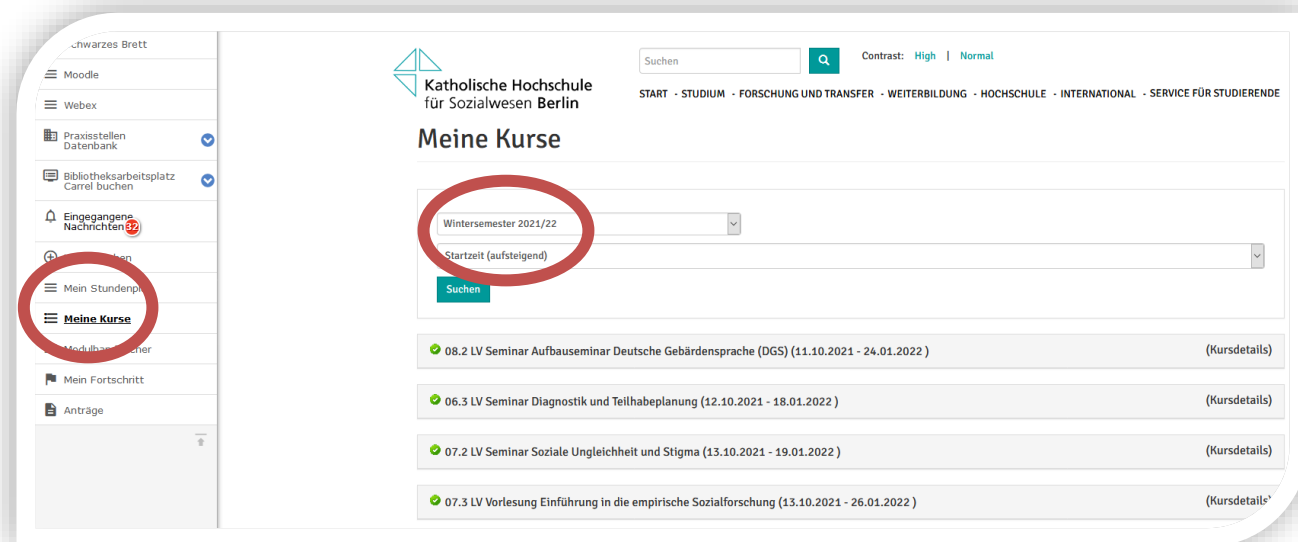 Schwarzes Brett
Moodle
Webex
Praxisstellen
Datenbank
Bibliotheksarbeitsplatz
Carrel buchen
Eingegangene
Nachrichten 32
Mein Stundenpl
Meine Kurse
Mein Fortschritt
Anträge
Katholische Hochschule
für Sozialwesen Berlin
Suchen
Contrast: High | Normal
START - STUDIUM - FORSCHUNG UND TRANSFER - WEITERBILDUNG - HOCHSCHULE - INTERNATIONAL - SERVICE FÜR STUDIERENDE
Meine Kurse
Wintersemester 2021/22
Startzeit (aufsteigend)
Suchen
08.2 LV Seminar Aufbauseminar Deutsche Gebärdensprache (DGS) (11.10.2021 - 24.01.2022 ) (Kursdetails)
06.3 LV Seminar Diagnostik und Teilhabeplanung (12.10.2021 - 18.01.2022 ) (Kursdetails)
07.2 LV Seminar Soziale Ungleichheit und Stigma (13.10.2021 - 19.01.2022 ) (Kursdetails)
07.3 LV Vorlesung Einführung in die empirische Sozialforschung (13.10.2021 - 26.01.2022 ) (Kursdetails)